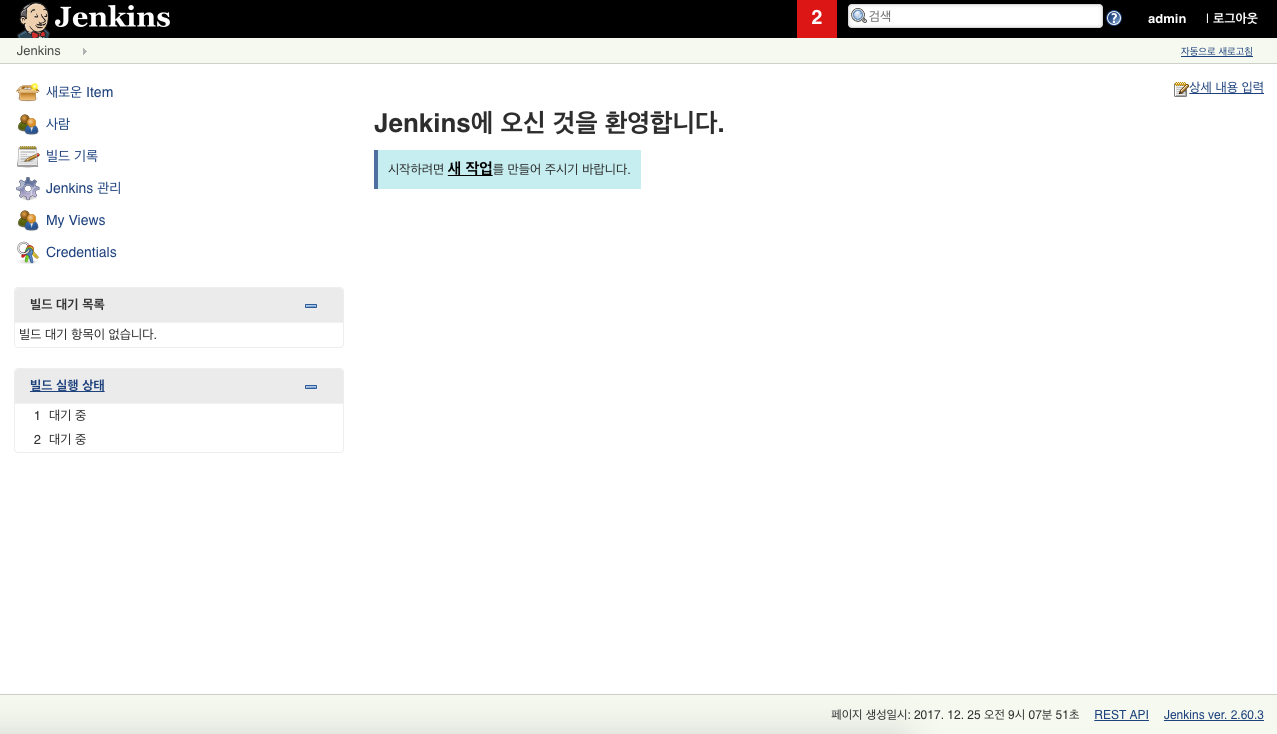 Jenkins
2
검색
admin
| 로그아웃
Jenkins
자동으로 새로고침
새로운 Item
사람
빌드 기록
Jenkins 관리
My Views
Credentials
빌드 대기 목록
빌드 대기 항목이 없습니다.
빌드 실행 상태
1 대기 중
2 대기 중
상세 내용 입력
Jenkins에 오신 것을 환영합니다.
시작하려면 새 작업를 만들어 주시기 바랍니다.
페이지 생성일시: 2017. 12. 25 오전 9시 07분 51초 REST API Jenkins ver. 2.60.3